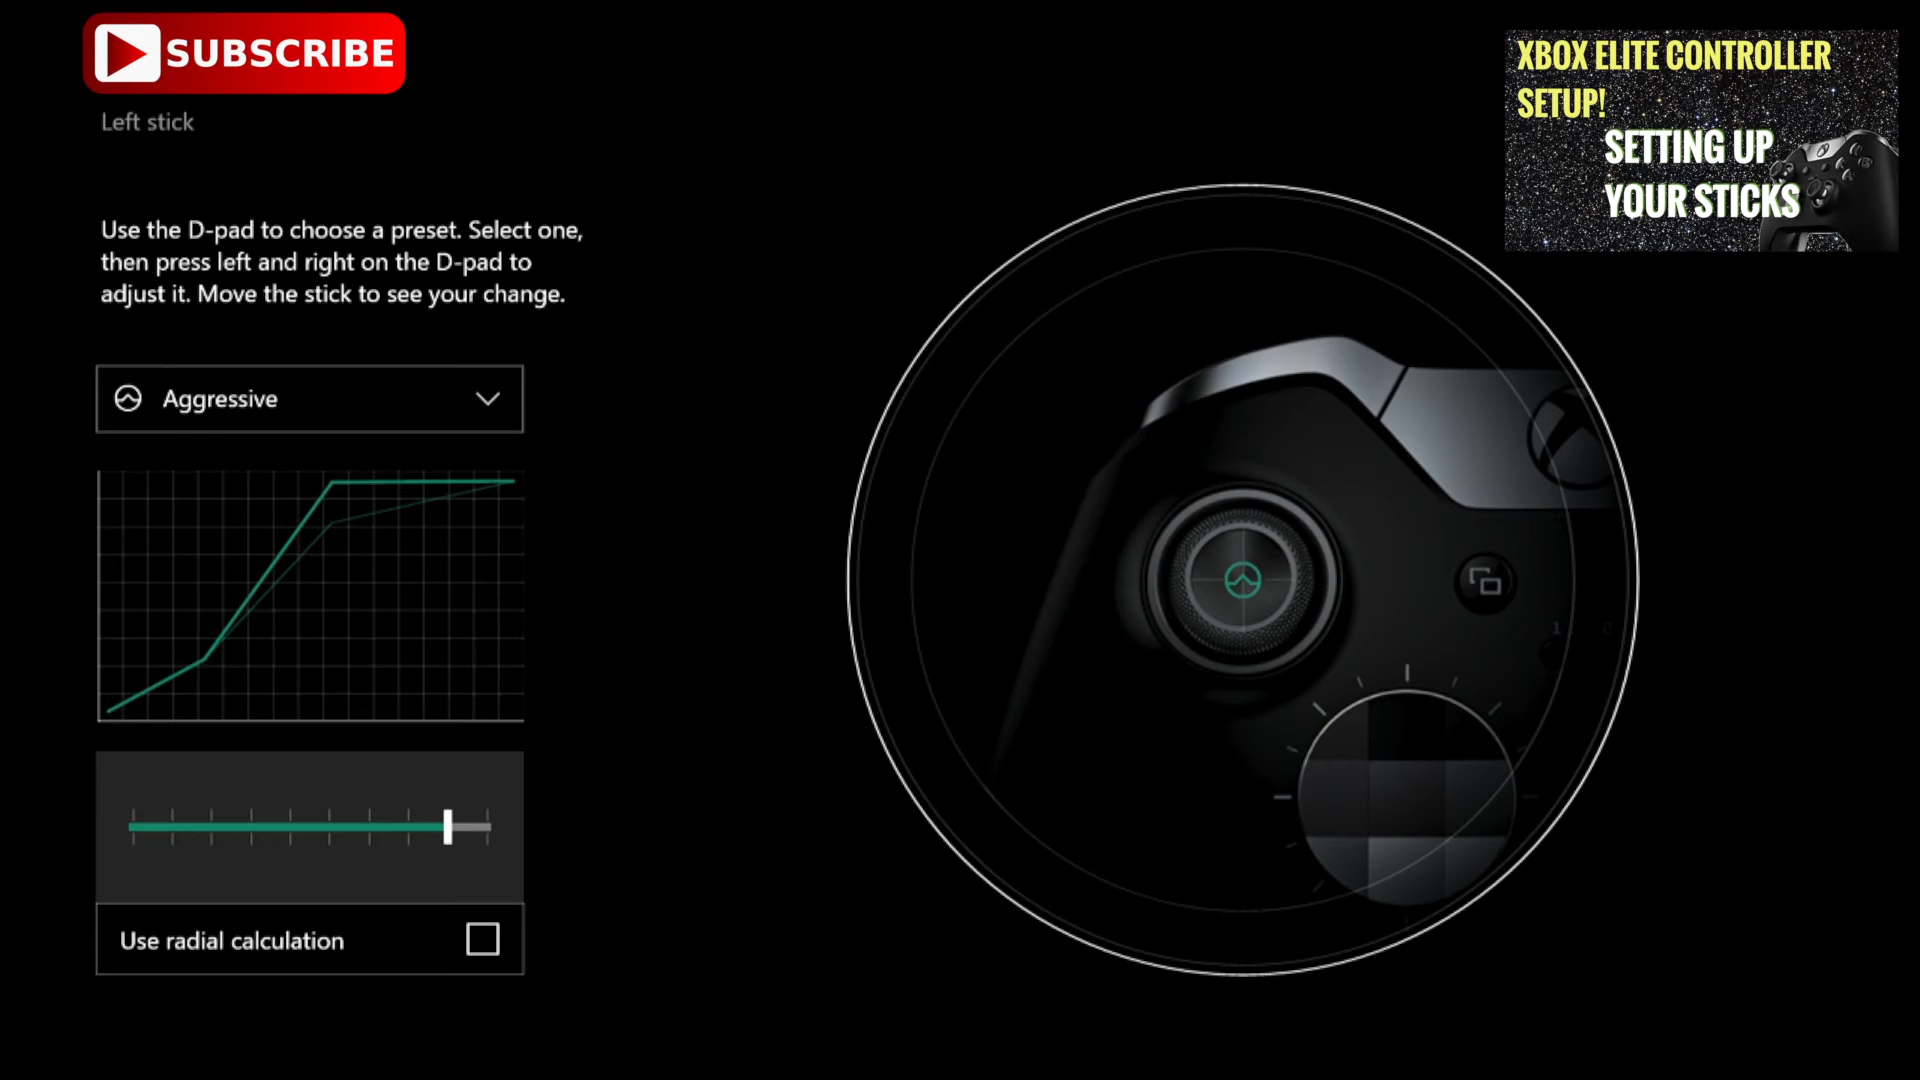 SUBSCRIBE
Left stick
XBOX ELITE CONTROLLER
SETUP!
SETTING UP
YOUR STICKS
Use the D-pad to choose a preset. Select one,
then press left and right on the D-pad to
adjust it. Move the stick to see your change.
Aggressive
1
Use radial calculation